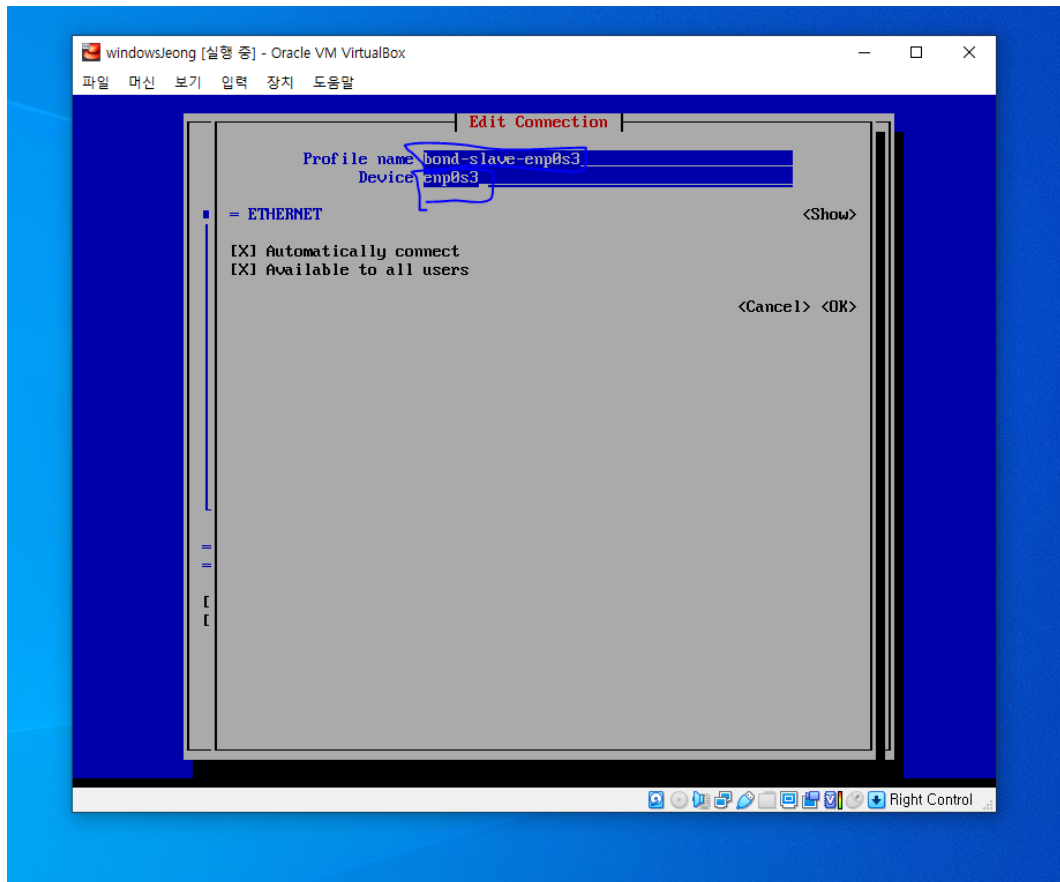 windowsJeong [실행 중] - Oracle VM VirtualBox
파일 머신 보기 입력 장치 도움말
Edit Connection
Profile name bond-slave-enp0s3
Device enp0s3
= ETHERNET <Show>
[X] Automatically connect
[X] Available to all users
<Cancel> <OK>
=
=
[
[
Right Control